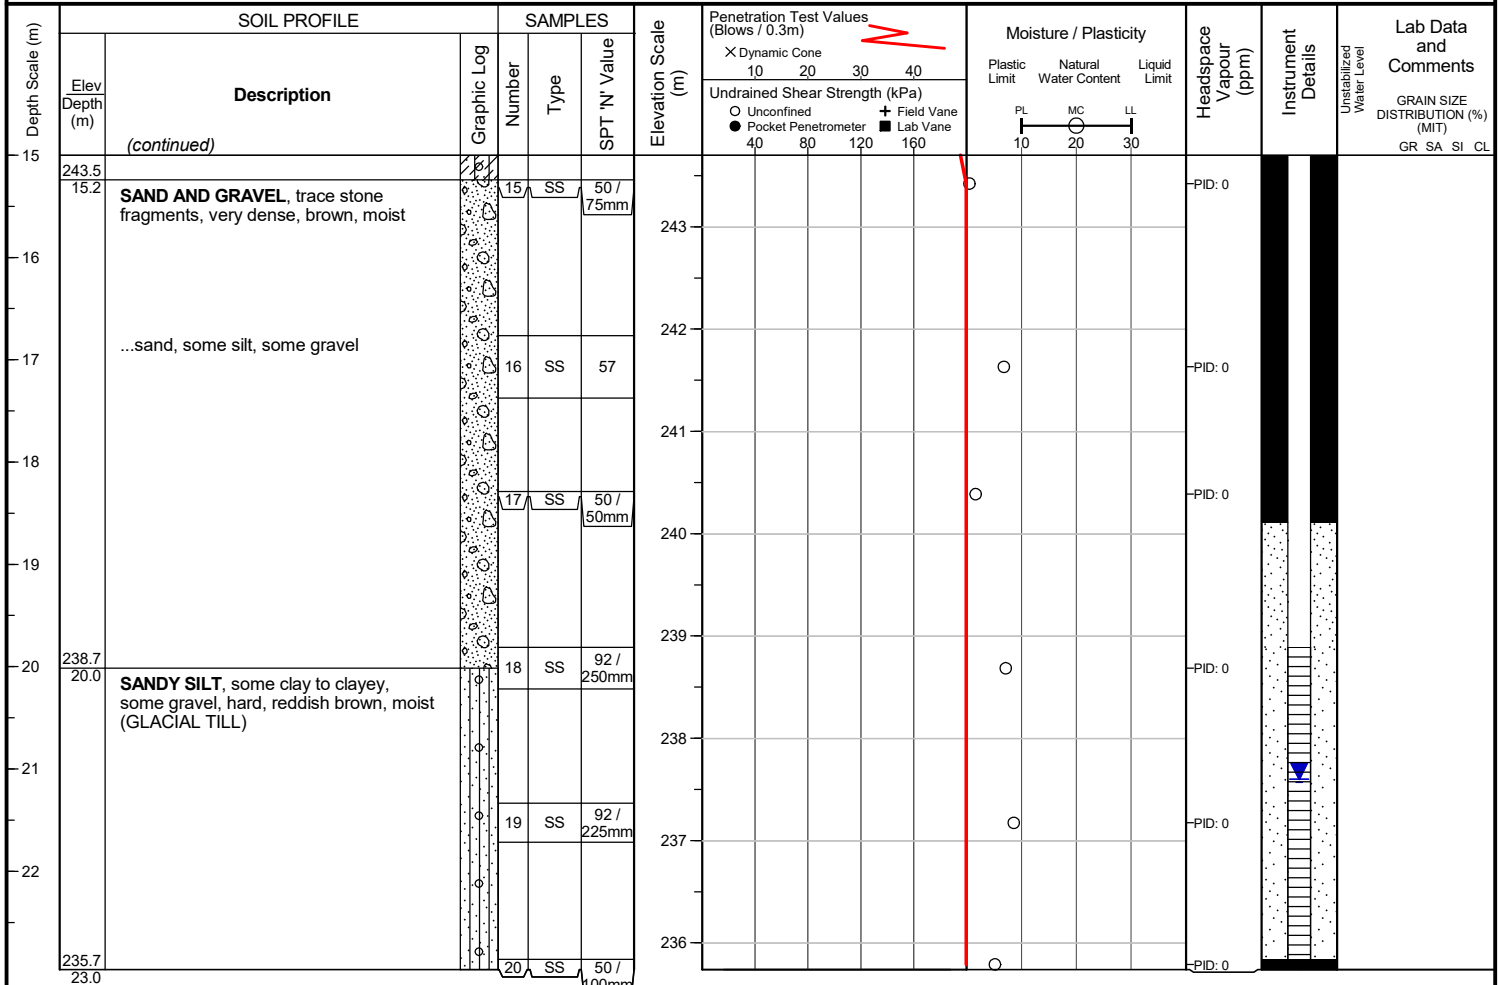 SOIL PROFILE
SAMPLES
Depth Scale (m)
Elev
Depth
(m)
Description
(continued)
Graphic Log
Number
Type
SPT 'N' Value
Elevation Scale
(m)
Penetration Test Values
(Blows / 0.3m)
× Dynamic Cone
10 20 30 40
Undrained Shear Strength (kPa)
Unconfined
Field Vane
Pocket Penetrometer
Lab Vane
40 80 120 160
Moisture / Plasticity
Plastic
Limit
Natural
Water Content
Liquid
Limit
PL MC LL
10 20 30
Headspace
Vapour
(ppm)
Instrument
Details
Unstabilized
Water Level
Lab Data
and
Comments
GRAIN SIZE
DISTRIBUTION (%)
(MIT)
GR SA SI CL
15
243.5
15.2
SAND AND GRAVEL, trace stone
fragments, very dense, brown, moist
15 SS 50 /
75mm
PID: 0
243
16
242
...sand, some silt, some gravel
17
16 SS 57
PID: 0
241
18
17 SS 50 /
50mm
PID: 0
240
19
239
238.7
20
20.0
SANDY SILT, some clay to clayey,
some gravel, hard, reddish brown, moist
(GLACIAL TILL)
18 SS 92 /
250mm
PID: 0
238
21
19 SS 92 /
225mm
PID: 0
237
22
236
235.7
23.0
20 SS 50 /
100mm
PID: 0